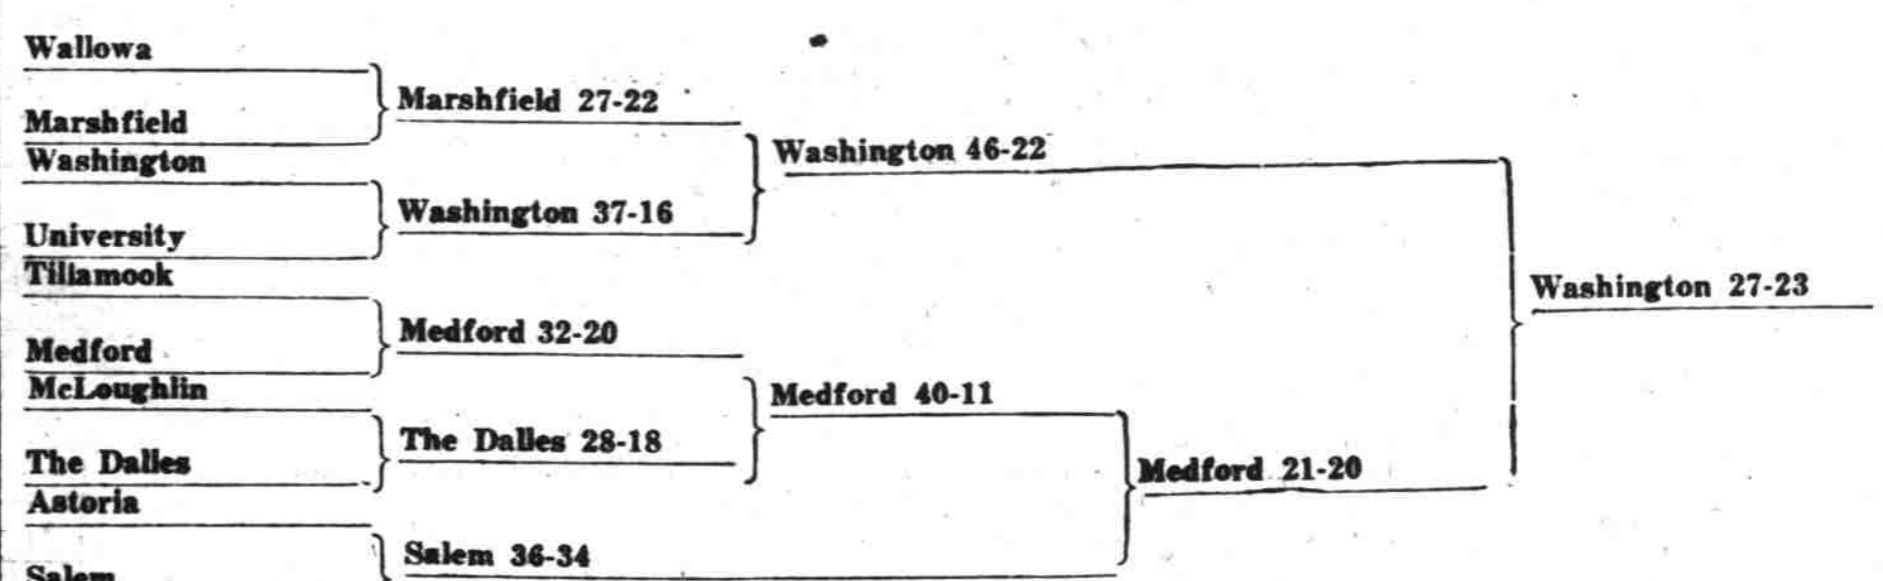 Wallowa
Marshfield
Washington
University
Tillamook
Medford
McLoughlin
The Dalles
Astoria
Salem
Marshfield 27-22
Washington 37-16
Medford 32-20
The Dalles 28-18
Salem 36-34
Washington 46-22
Medford 40-11
Medford 21-20
Washington 27-23